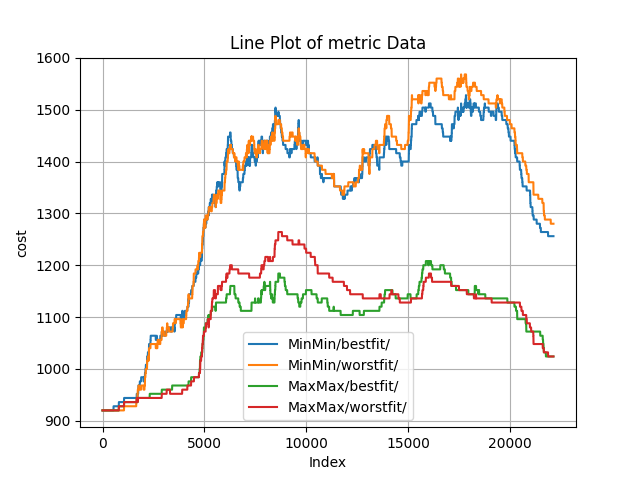 Line Plot of metric Data
1600
1500
1400
1300
1200
1100
1000
900
cost
MinMin/bestfit/
MinMin/worstfit/
MaxMax/bestfit/
MaxMax/worstfit/
0 5000 10000 15000 20000
Index